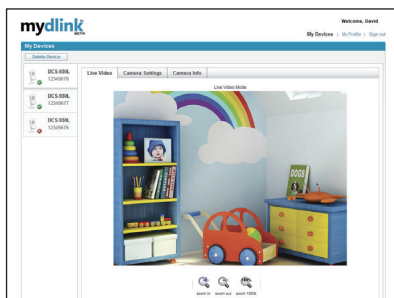 Welcome, David
mydlink
BETA
My Devices | My Profile | Sign out
My Devices
Delete Device
DCS-930L
12345678
DCS-930L
12345677
DCS-930L
12345676
Live Video
Camera Settings
Camera Info
Live Video Mode
DOGS
zoom in
zoom out
zoom 100%